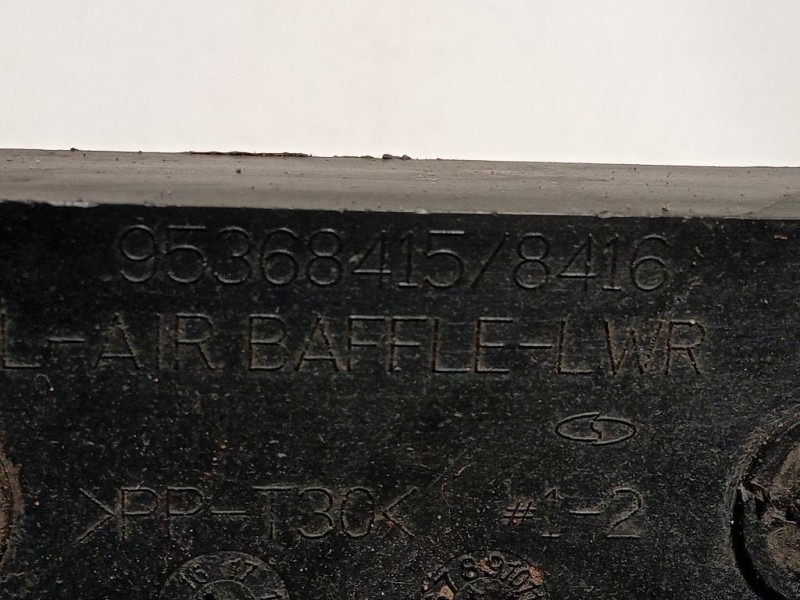 95368415/8416
L-AIR BAFFLE-LWR
>PP-T30< #1-2